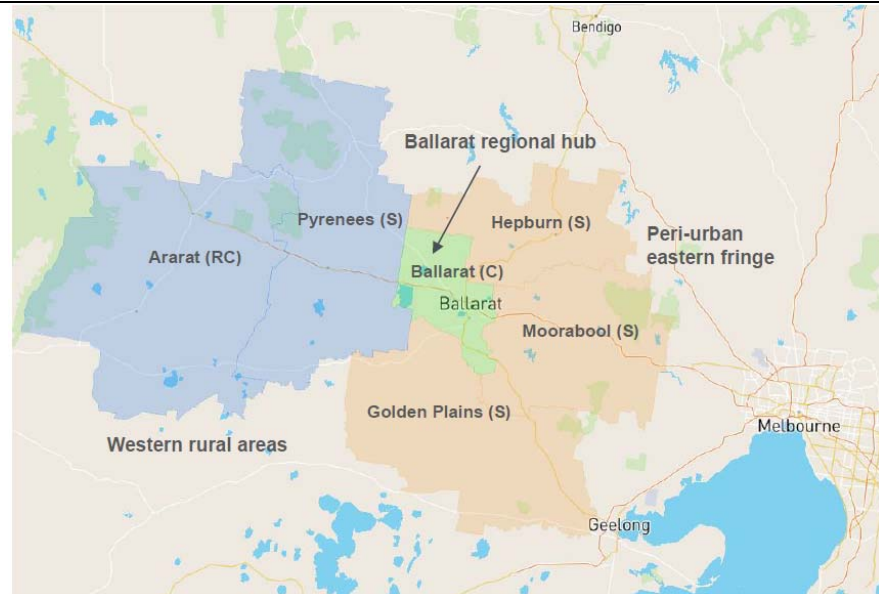 Bendigo
Ballarat regional hub
Pyrenees (S)
Hepburn (S)
Peri-urban
eastern fringe
Ararat (RC)
Ballarat (C)
Ballarat
Moorabool (S)
Golden Plains (S)
Melbourne
Western rural areas
Geelong